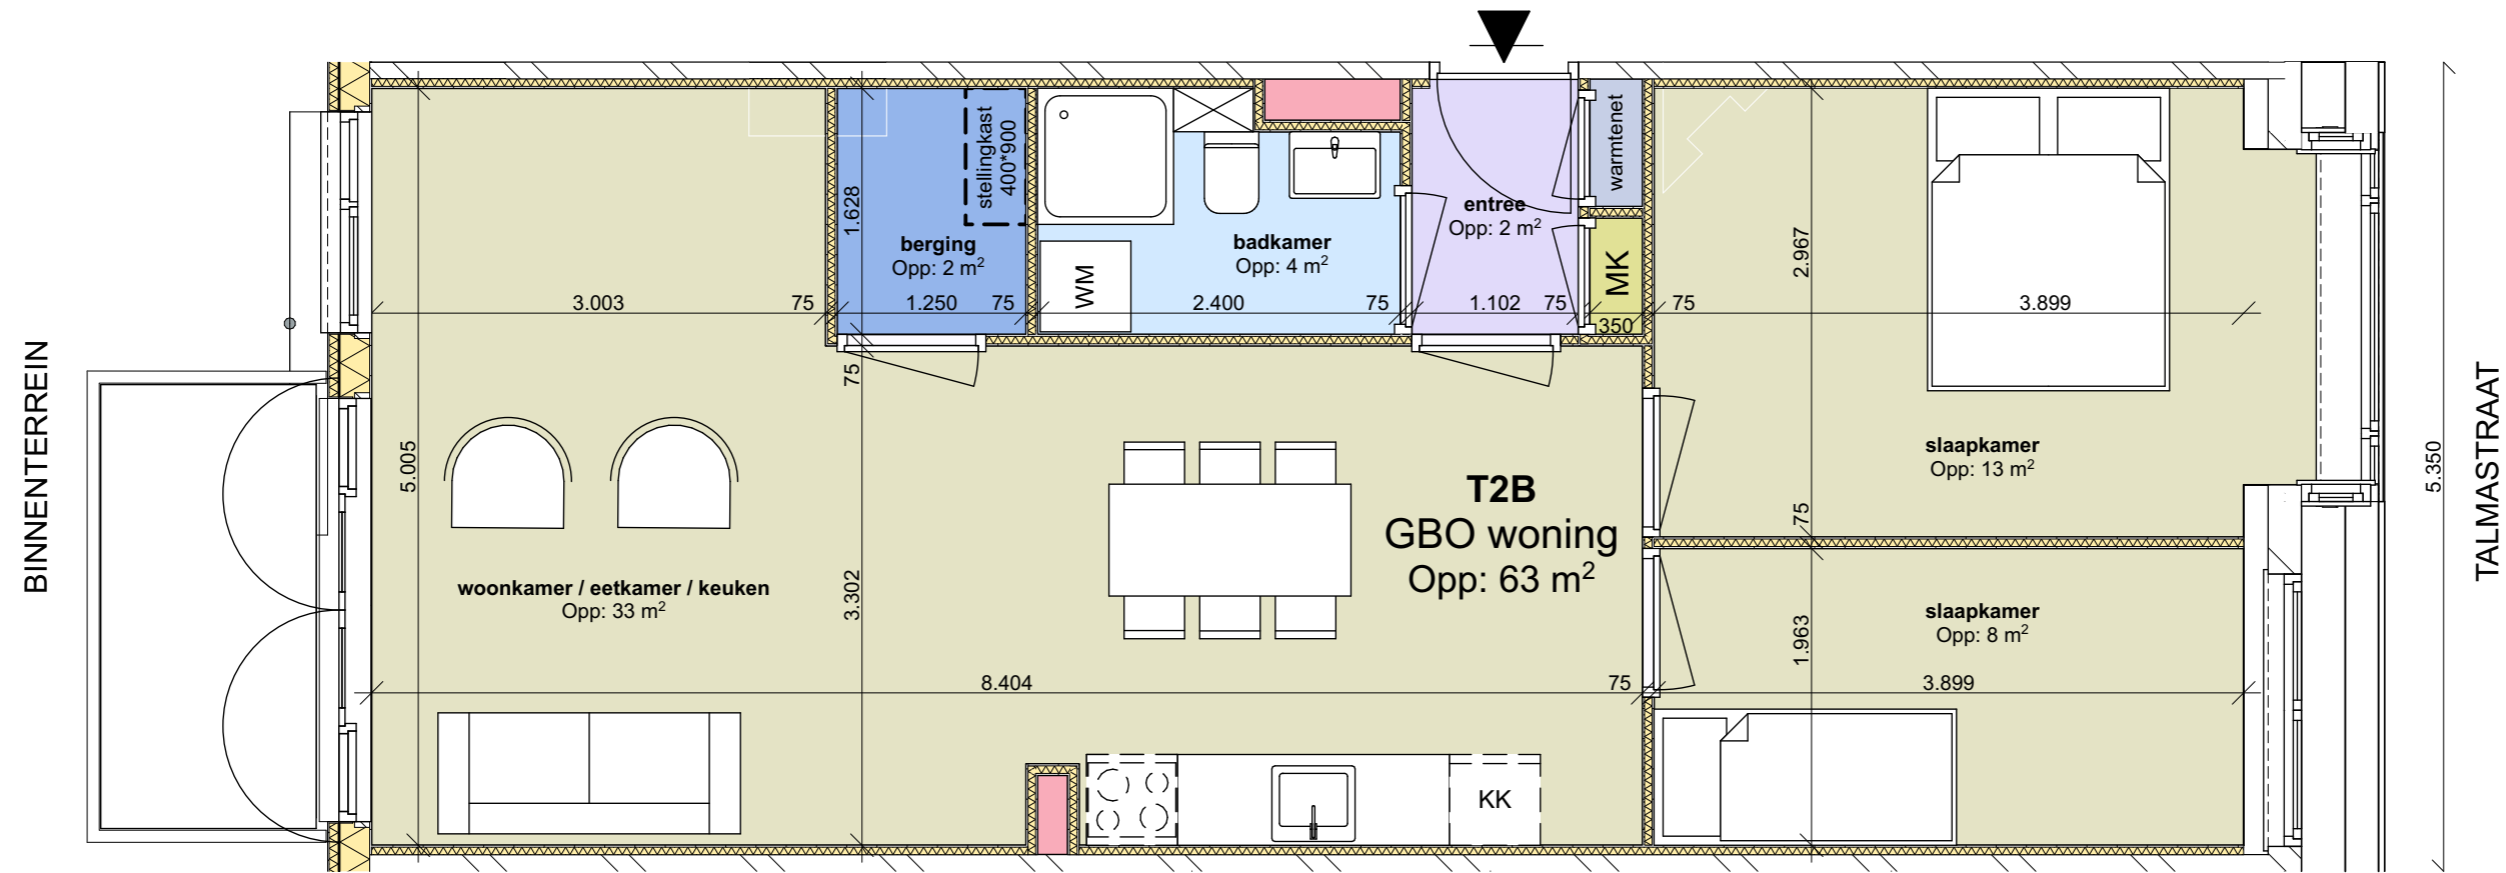 BINNENTERREIN
TALMASTRAAT
stellingkast
400*900
warmtenet
1.628
berging
Opp: 2 m²
badkamer
Opp: 4 m²
entree
Opp: 2 m²
WM
MK
2.967
3.003
75
1.250
75
2.400
75
1.102
75
350
75
3.899
75
5.005
slaapkamer
Opp: 13 m²
5.350
T2B
GBO woning
Opp: 63 m²
75
woonkamer / eetkamer / keuken
Opp: 33 m²
3.302
slaapkamer
Opp: 8 m²
1.963
8.404
75
3.899
KK